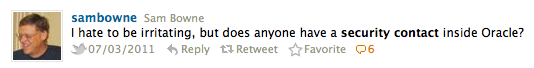 sambowne Sam Bowne
I hate to be irritating, but does anyone have a security contact inside Oracle?
07/03/2011 Reply Retweet Favorite 6